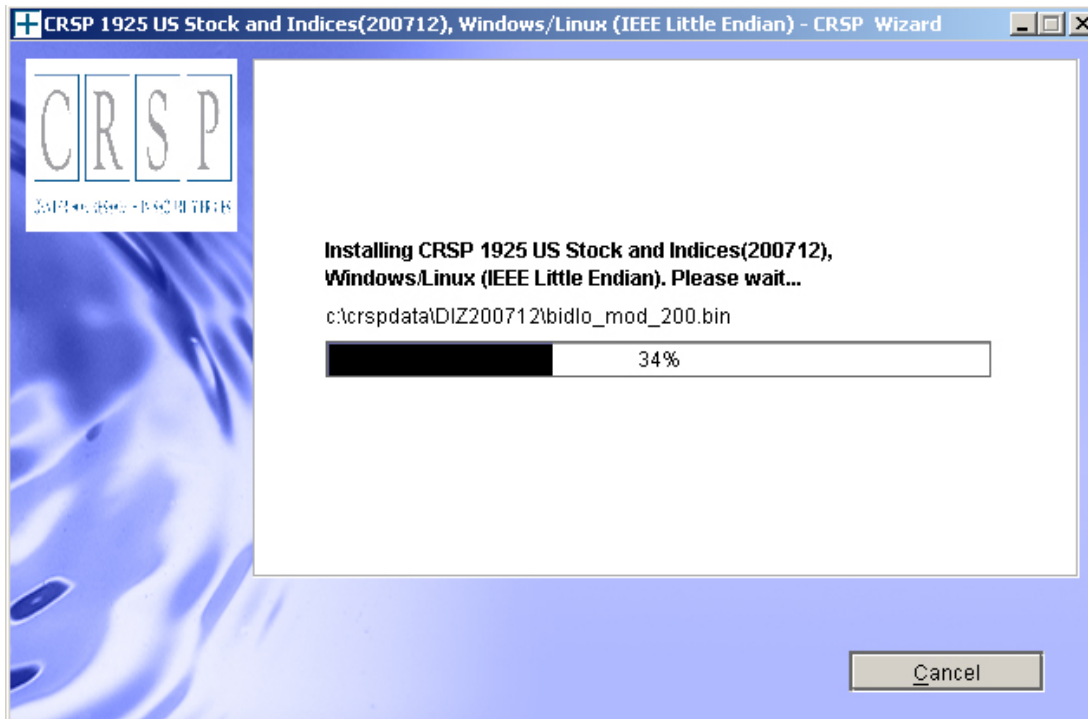 CRSP 1925 US Stock and Indices(200712), Windows/Linux (IEEE Little Endian) - CRSP Wizard
CRSP
Installing CRSP 1925 US Stock and Indices(200712),
Windows/Linux (IEEE Little Endian). Please wait...
c:\crspdata\DIZ200712\bidlo_mod_200.bin
34%
Cancel